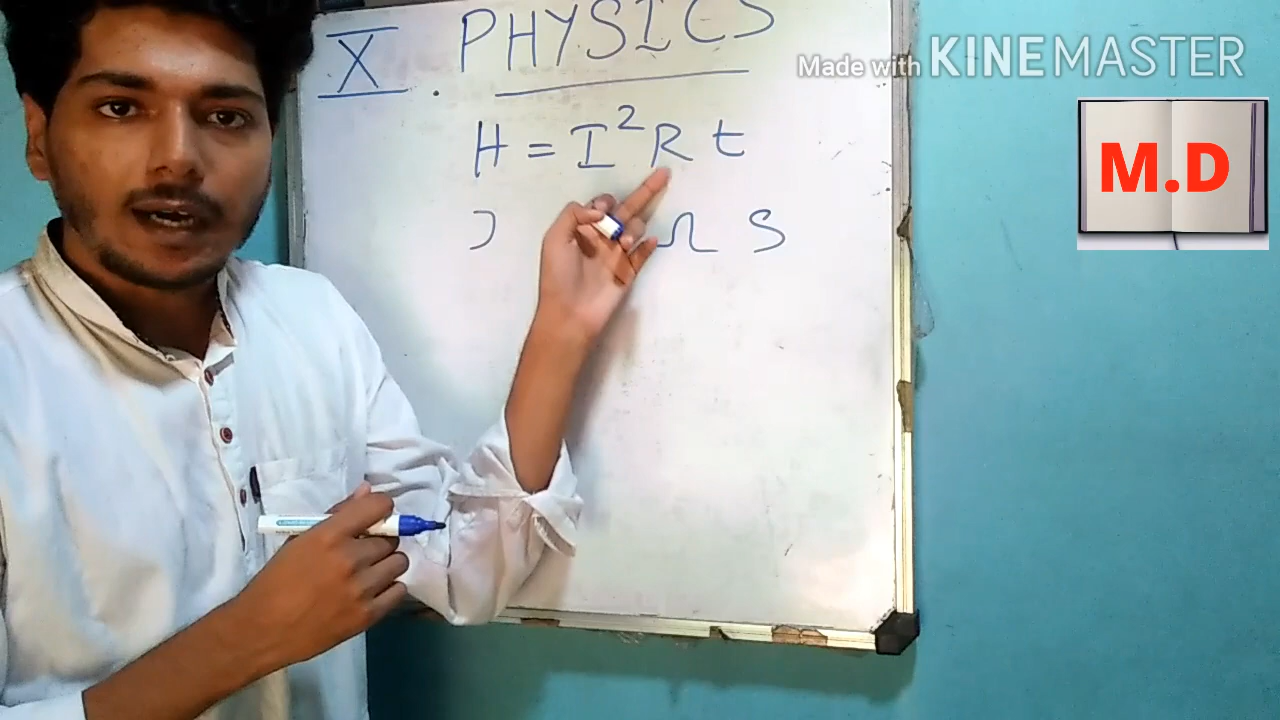 X . PHYSICS
Made with KINEMASTER
H = I²Rt
M.D
J Ω S